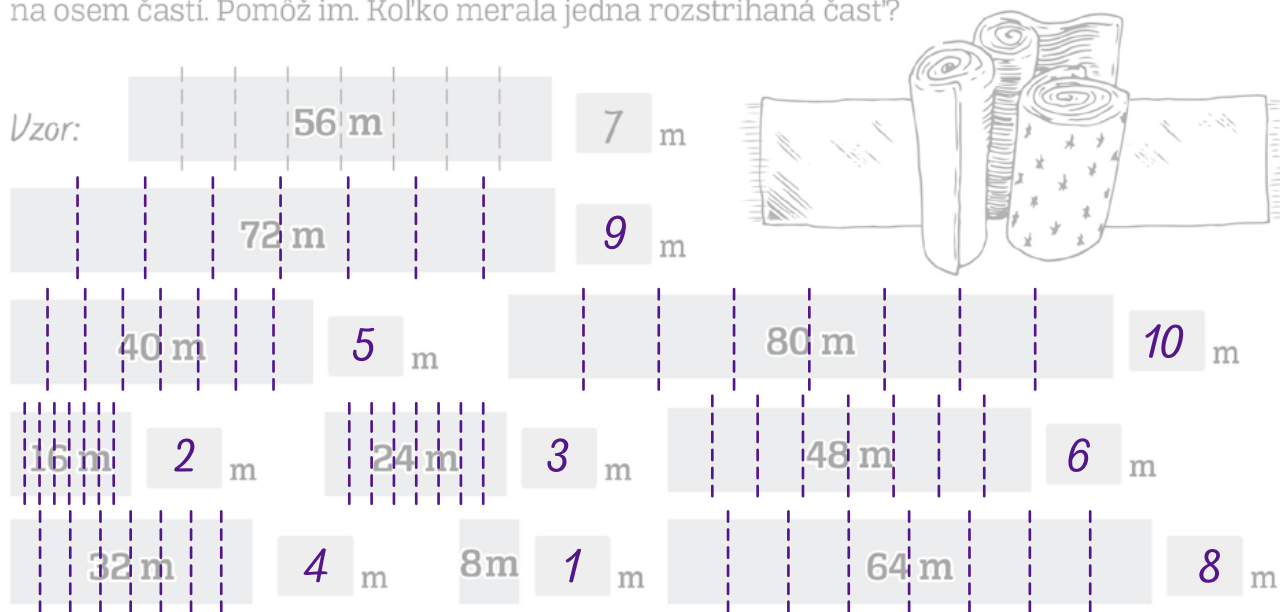 na osem častí. Pomôž im. Koľko merala jedna rozstrihaná časť?
Vzor: 56 m 7 m
72 m 9 m
40 m 5 m 80 m 10 m
16 m 2 m 24 m 3 m 48 m 6 m
32 m 4 m 8 m 1 m 64 m 8 m